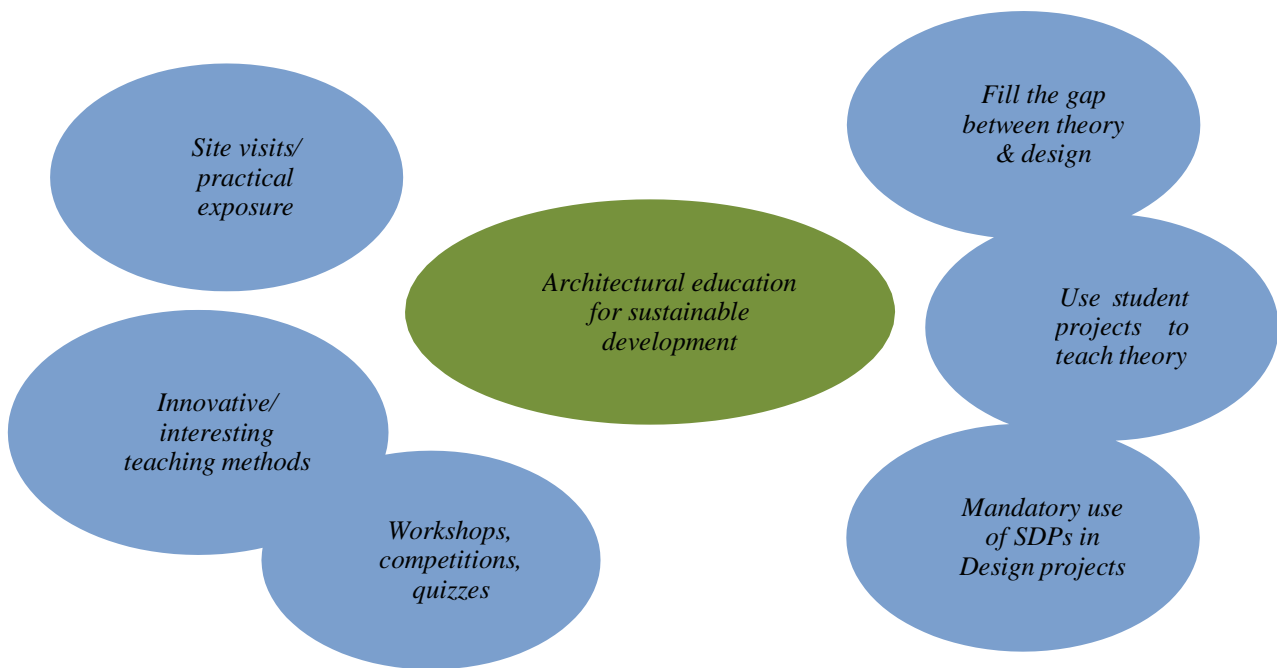 Site visits/
practical
exposure
Innovative/
interesting
teaching methods
Workshops,
competitions,
quizzes
Architectural education
for sustainable
development
Fill the gap
between theory
& design
Use student
projects to
teach theory
Mandatory use
of SDPs in
Design projects